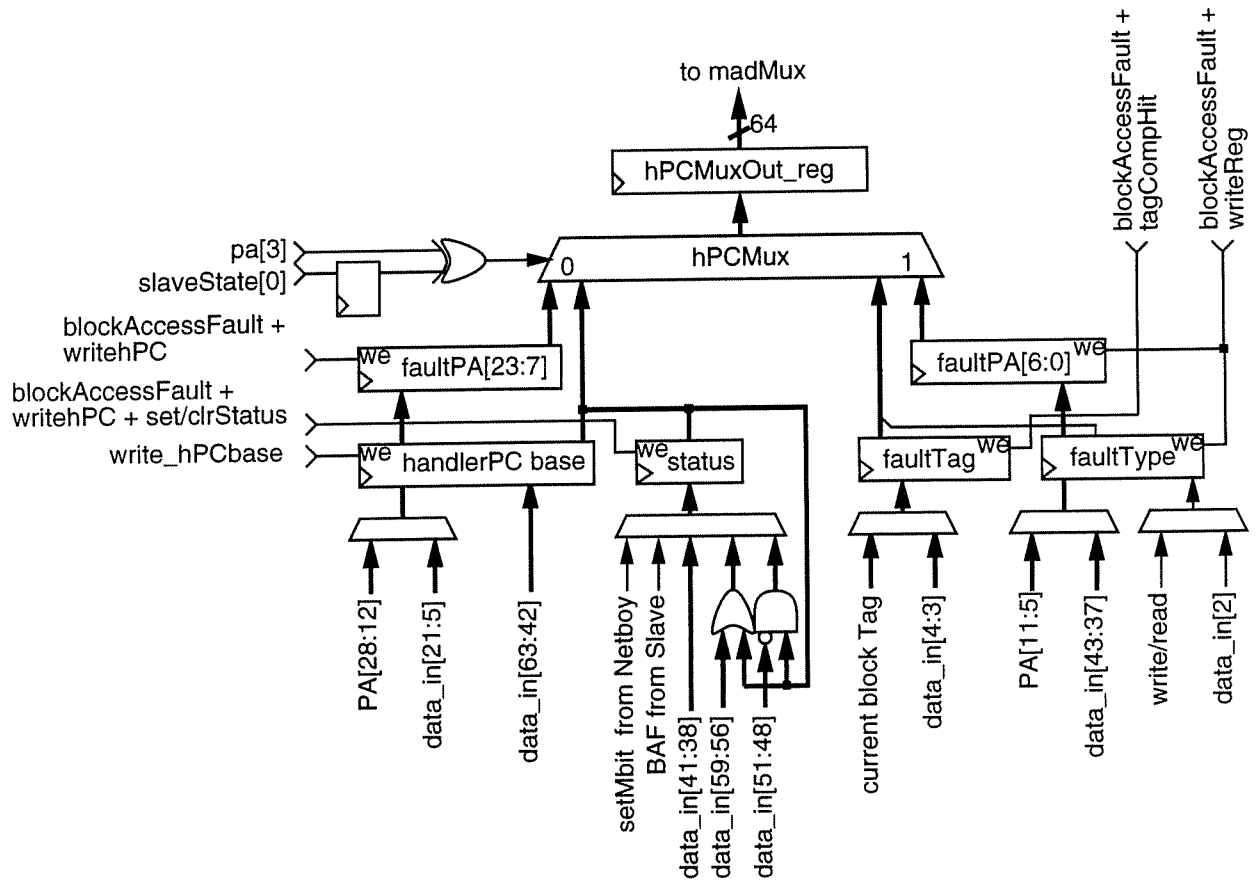 blockAccessFault +
tagCompHit
blockAccessFault +
writeReg
to madMux
64
hPCMuxOut_reg
pa[3]
slaveState[0]
0
hPCMux
1
blockAccessFault +
writehPC
we
faultPA[23:7]
faultPA[6:0]
we
blockAccessFault +
writehPC + set/clrStatus
write_hPCbase
we
handlerPC base
we
status
faultTag
we
faultType
we
PA[28:12]
data_in[21:5]
data_in[63:42]
setMbit from Netboy
BAF from Slave
data_in[41:38]
data_in[59:56]
data_in[51:48]
current block Tag
data_in[4:3]
PA[11:5]
data_in[43:37]
write/read
data_in[2]